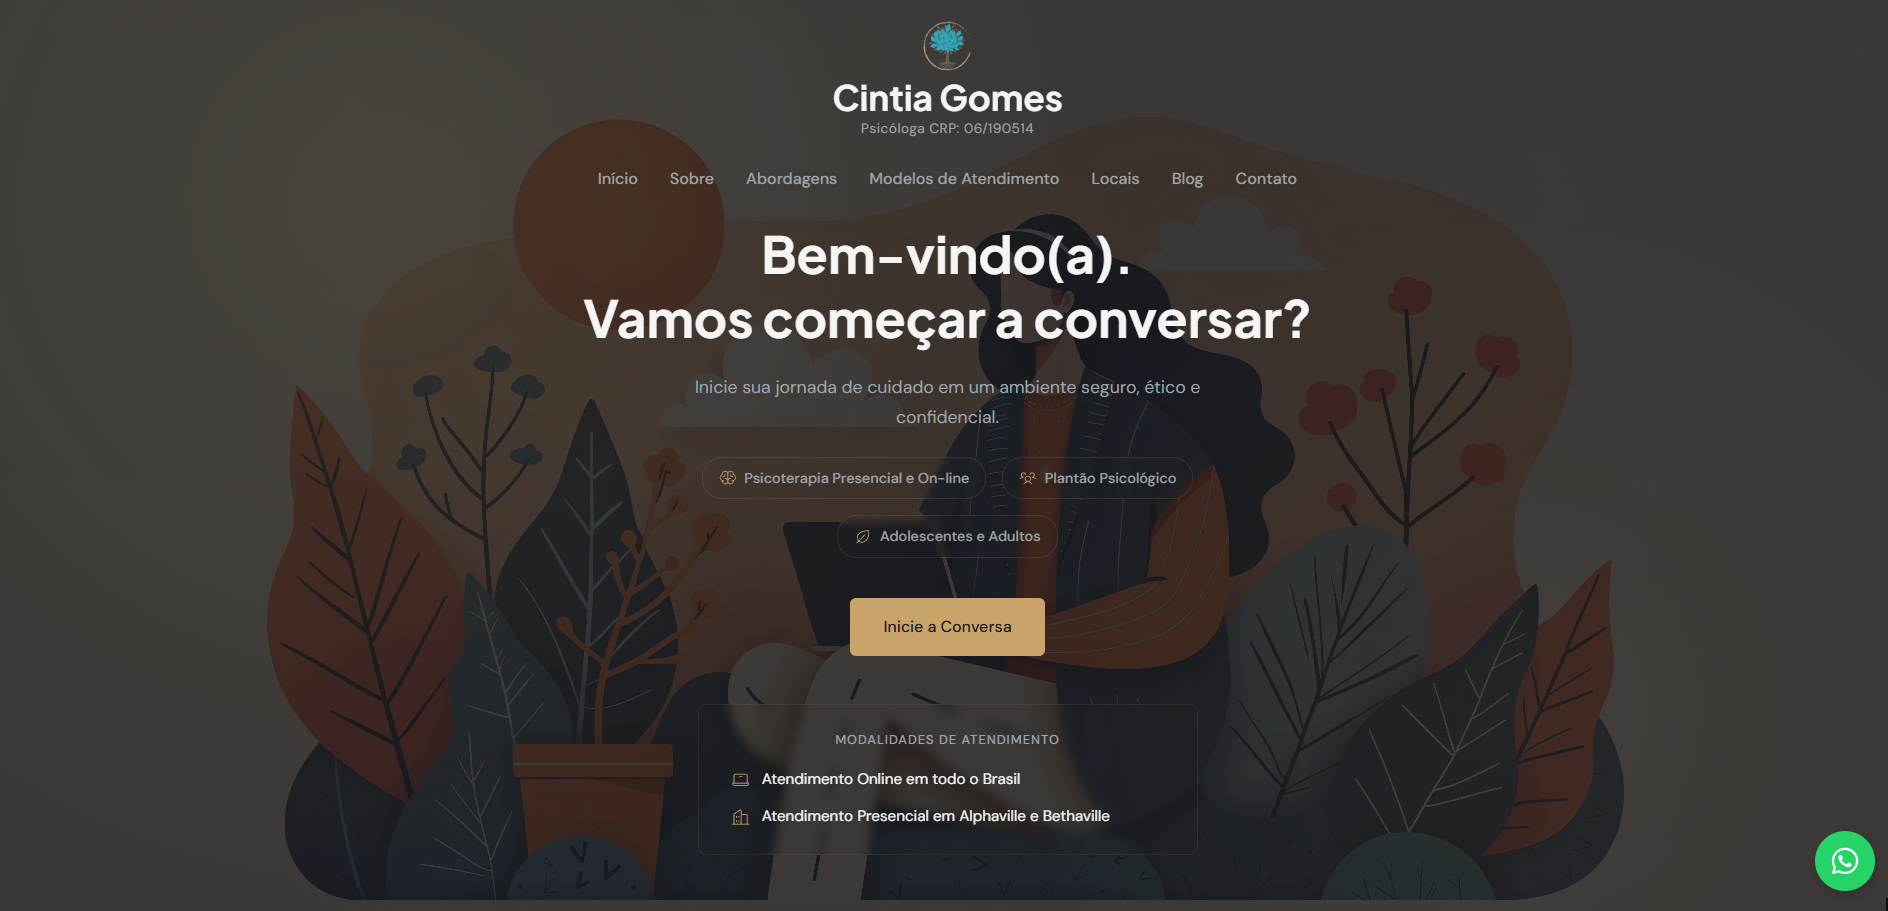 Cintia Gomes
Psicóloga CRP: 06/190514
Início Sobre Abordagens Modelos de Atendimento Locais Blog Contato
Bem-vindo(a).
Vamos começar a conversar?
Inicie sua jornada de cuidado em um ambiente seguro, ético e
confidencial.
Psicoterapia Presencial e On-line Plantão Psicológico
Adolescentes e Adultos
Inicie a Conversa
MODALIDADES DE ATENDIMENTO
Atendimento Online em todo o Brasil
Atendimento Presencial em Alphaville e Bethaville